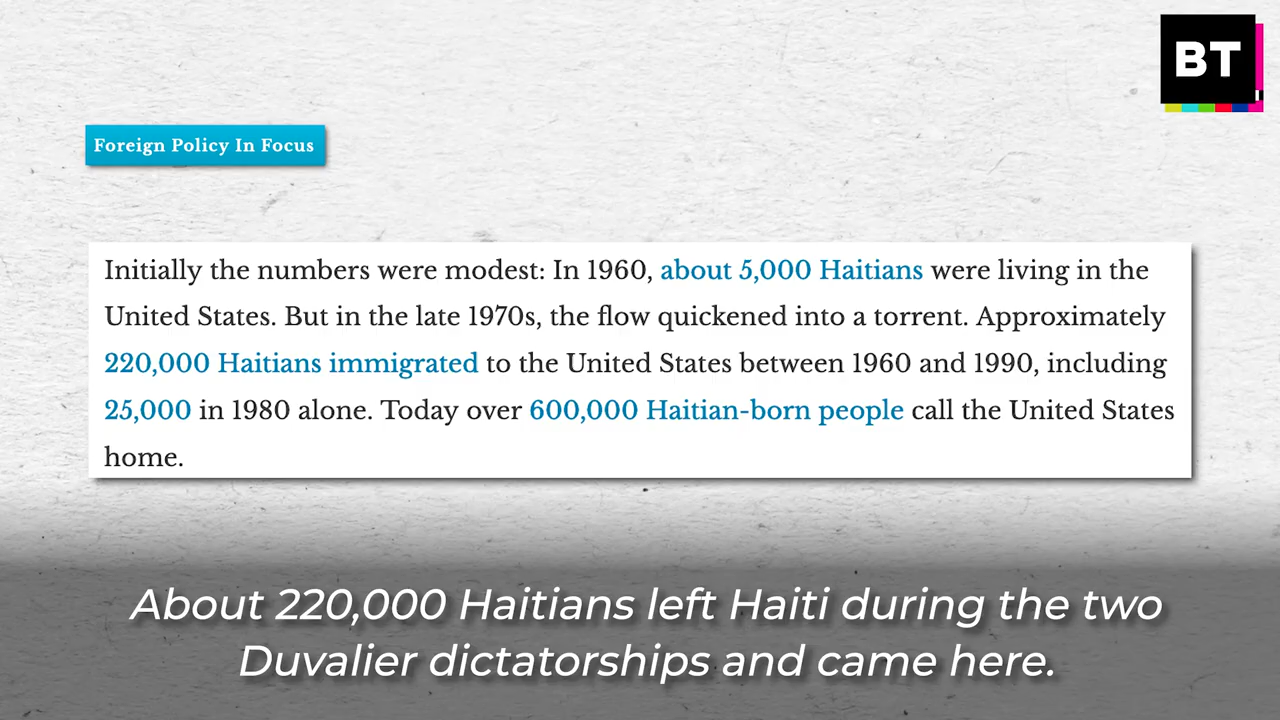 BT
Foreign Policy In Focus
Initially the numbers were modest: In 1960, about 5,000 Haitians were living in the
United States. But in the late 1970s, the flow quickened into a torrent. Approximately
220,000 Haitians immigrated to the United States between 1960 and 1990, including
25,000 in 1980 alone. Today over 600,000 Haitian-born people call the United States
home.
About 220,000 Haitians left Haiti during the two
Duvalier dictatorships and came here.